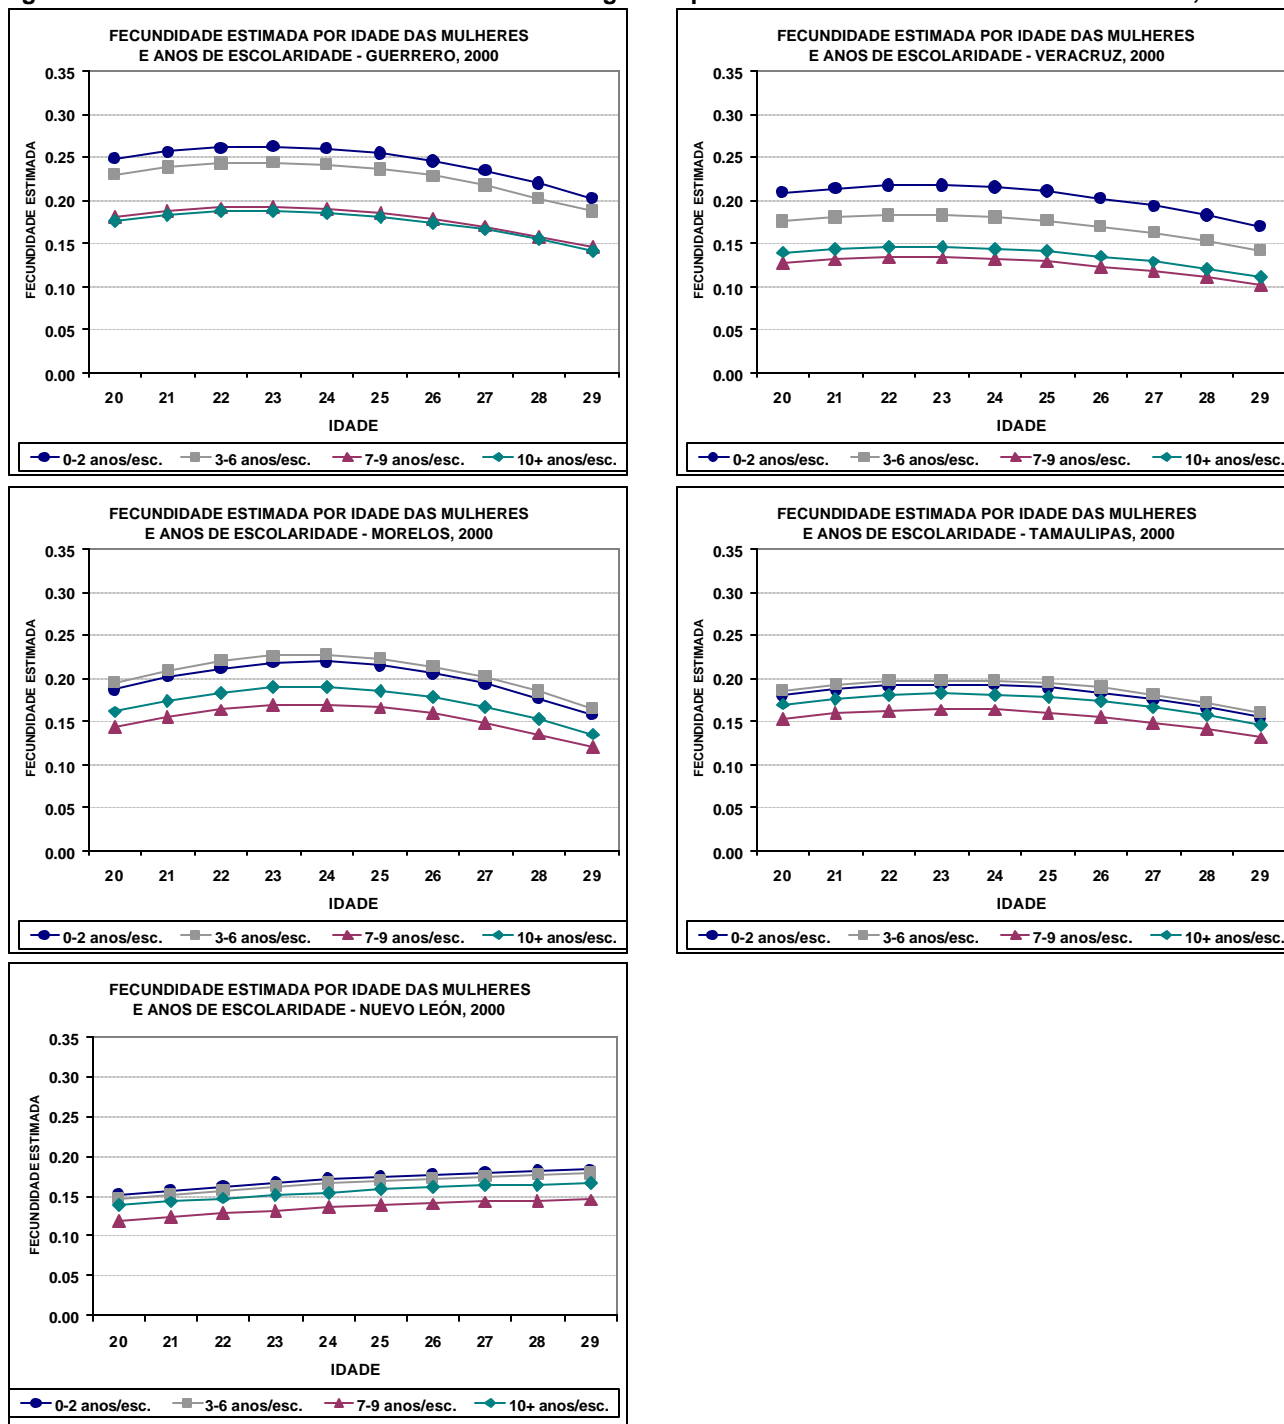 FECUNDIDADE ESTIMADA POR IDADE DAS MULHERES
E ANOS DE ESCOLARIDADE - GUERRERO, 2000
FECUNDIDADE ESTIMADA
0.35
0.30
0.25
0.20
0.15
0.10
0.05
0.00
20 21 22 23 24 25 26 27 28 29
IDADE
0-2 anos/esc. 3-6 anos/esc. 7-9 anos/esc. 10+ anos/esc.
FECUNDIDADE ESTIMADA POR IDADE DAS MULHERES
E ANOS DE ESCOLARIDADE - VERACRUZ, 2000
FECUNDIDADE ESTIMADA
0.35
0.30
0.25
0.20
0.15
0.10
0.05
0.00
20 21 22 23 24 25 26 27 28 29
IDADE
0-2 anos/esc. 3-6 anos/esc. 7-9 anos/esc. 10+ anos/esc.
FECUNDIDADE ESTIMADA POR IDADE DAS MULHERES
E ANOS DE ESCOLARIDADE - MORELOS, 2000
FECUNDIDADE ESTIMADA
0.35
0.30
0.25
0.20
0.15
0.10
0.05
0.00
20 21 22 23 24 25 26 27 28 29
IDADE
0-2 anos/esc. 3-6 anos/esc. 7-9 anos/esc. 10+ anos/esc.
FECUNDIDADE ESTIMADA POR IDADE DAS MULHERES
E ANOS DE ESCOLARIDADE - TAMAULIPAS, 2000
FECUNDIDADE ESTIMADA
0.35
0.30
0.25
0.20
0.15
0.10
0.05
0.00
20 21 22 23 24 25 26 27 28 29
IDADE
0-2 anos/esc. 3-6 anos/esc. 7-9 anos/esc. 10+ anos/esc.
FECUNDIDADE ESTIMADA POR IDADE DAS MULHERES
E ANOS DE ESCOLARIDADE - NUEVO LEÓN, 2000
FECUNDIDADE ESTIMADA
0.35
0.30
0.25
0.20
0.15
0.10
0.05
0.00
20 21 22 23 24 25 26 27 28 29
IDADE
0-2 anos/esc. 3-6 anos/esc. 7-9 anos/esc. 10+ anos/esc.